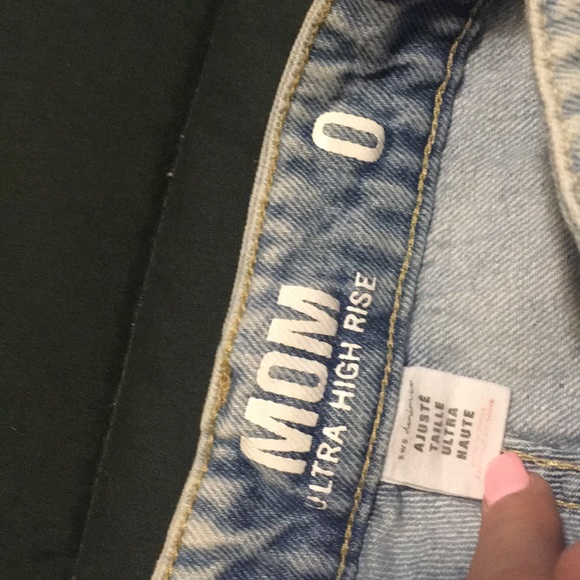 0
MOM
ULTRA HIGH RISE
AJUSTÉ
TAILLE
ULTRA
HAUTE